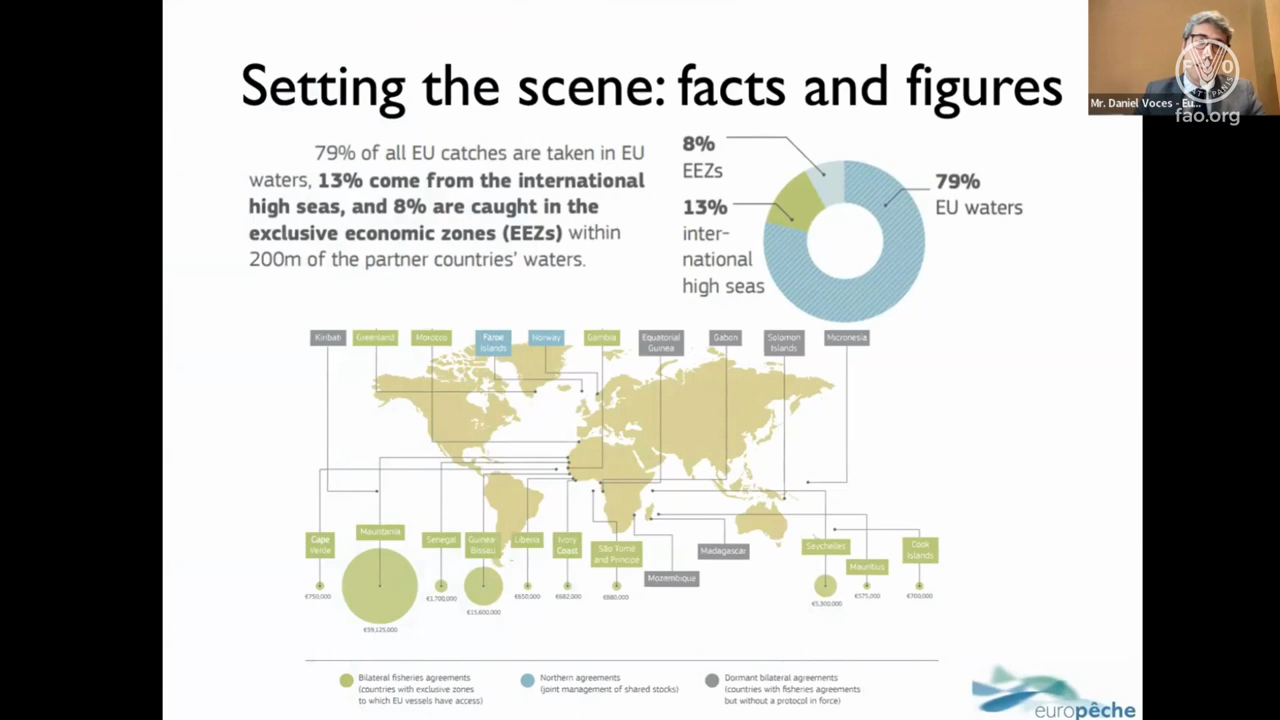 Setting the scene: facts and figures
79% of all EU catches are taken in EU
waters, 13% come from the international
high seas, and 8% are caught in the
exclusive economic zones (EEZs) within
200m of the partner countries' waters.
8%
EEZs
13%
inter-
national
high seas
79%
EU waters
Mr. Daniel Voces - Eu...
FAO
fao.org
Kiribati
Greenland
Morocco
Faroe
Islands
Norway
Gambia
Equatorial
Guinea
Gabon
Solomon
Islands
Micronesia
Cape
Verde
Mauritania
Senegal
Guinea-
Bissau
Liberia
Ivory
Coast
São Tomé
and Príncipe
Mozembique
Madagascar
Seychelles
Mauritius
Cook
Islands
€750,000
€59,125,000
€1,700,000
€15,600,000
€650,000
€682,000
€5,300,000
€575,000
€700,000
Bilateral fisheries agreements
(countries with exclusive zones
to which EU vessels have access)
Northern agreements
(joint management of shared stocks)
Dormant bilateral agreements
(countries with fisheries agreements
but without a protocol in force)
europêche